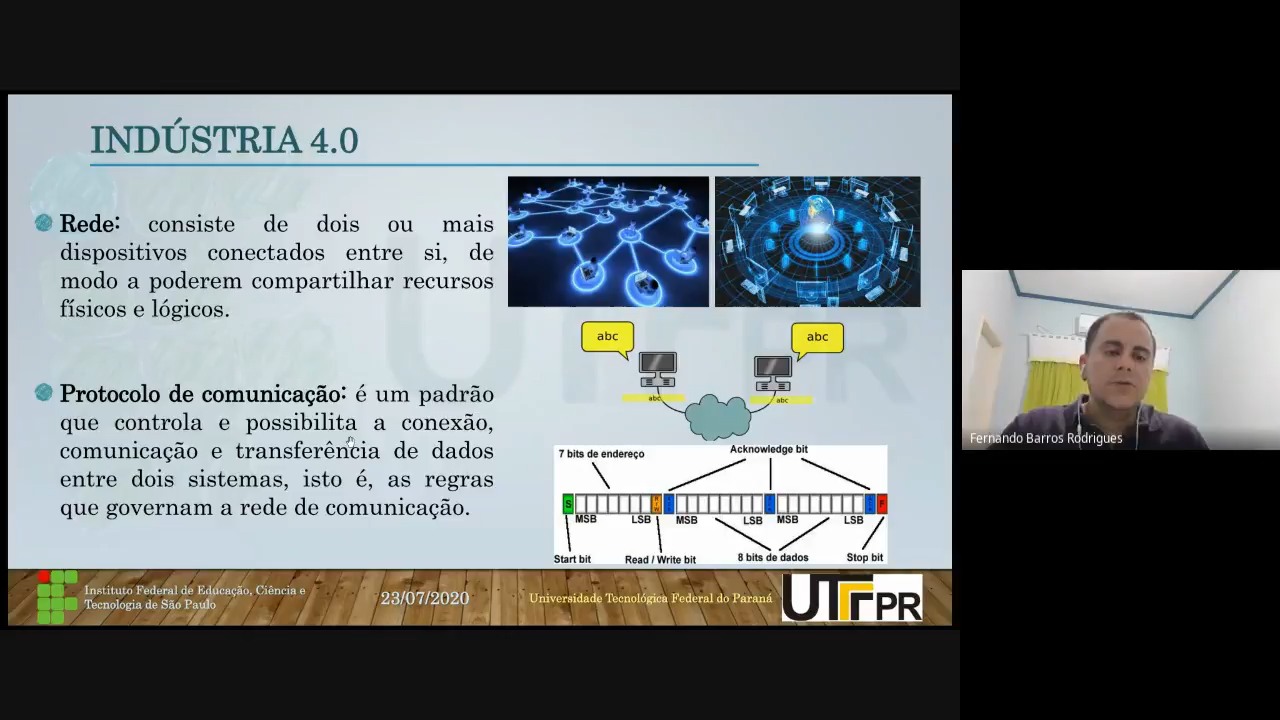 INDÚSTRIA 4.0
Rede: consiste de dois ou mais
dispositivos conectados entre si, de
modo a poderem compartilhar recursos
físicos e lógicos.
Protocolo de comunicação: é um padrão
que controla e possibilita a conexão,
comunicação e transferência de dados
entre dois sistemas, isto é, as regras
que governam a rede de comunicação.
abc
abc
abc
abc
7 bits de endereço
Acknowledge bit
S
F
MSB
LSB
MSB
LSB
MSB
LSB
Start bit
Read / Write bit
8 bits de dados
Stop bit
Instituto Federal de Educação, Ciência e
Tecnologia de São Paulo
23/07/2020
Universidade Tecnológica Federal do Paraná
UTFPR
Fernando Barros Rodrigues